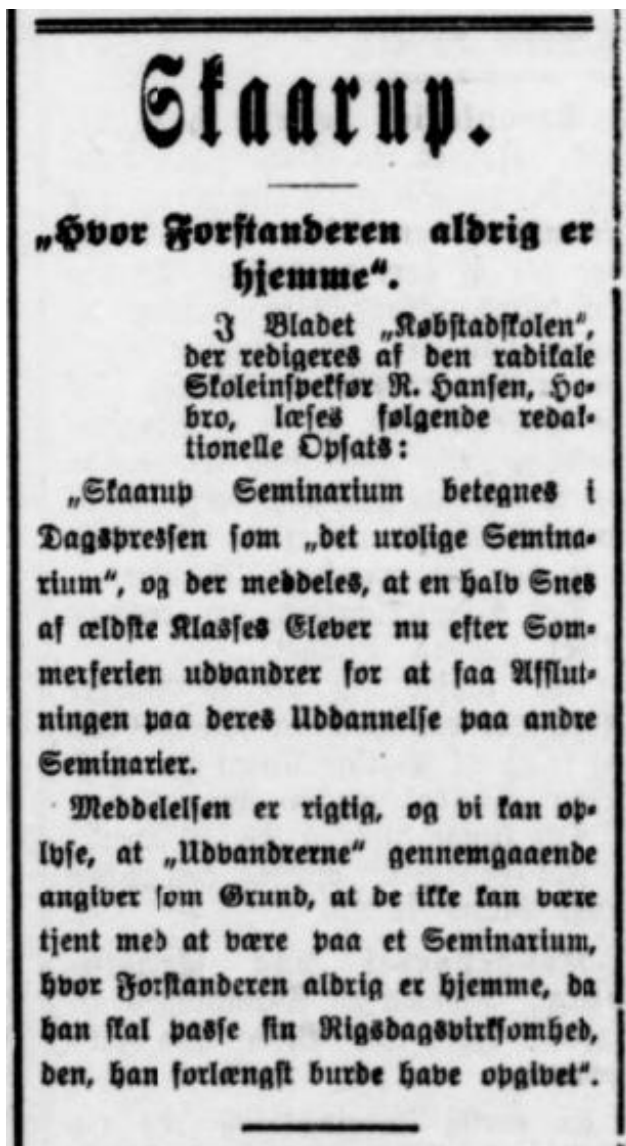 Skaarup.
„Hvor Forstanderen aldrig er
hjemme“.
I Bladet „Købstadskolen“,
der redigeres af den radikale
Skoleinspektør N. Hansen, Ho-
bro, læses følgende redak-
tionelle Opsats:
„Skaarup Seminarium betegnes i
Dagspressen som „det urolige Semina-
rium“, og der meddeles, at en halv Snes
af ældste Klasses Elever nu efter Som-
merferien udvandrer for at faa Afslut-
ningen paa deres Uddannelse paa andre
Seminarier.
Meddelelsen er rigtig, og vi kan op-
lyse, at „Udvandrerne“ gennemgaaende
angiver som Grund, at de ikke kan være
tjent med at være paa et Seminarium,
hvor Forstanderen aldrig er hjemme, da
han skal passe sin Rigsdagsvirksomhed,
den, han forlængst burde have opgivet“.